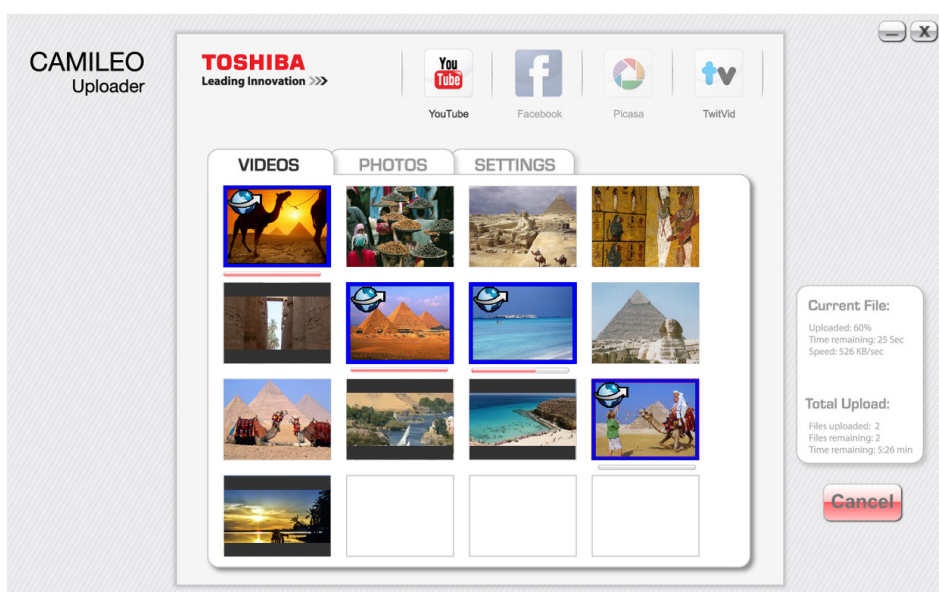 CAMILEO
Uploader
TOSHIBA
Leading Innovation >>>
You
Tube
YouTube
f
Facebook
Picasa
tv
TwitVid
X
VIDEOS
PHOTOS
SETTINGS
Current File:
Uploaded: 60%
Time remaining: 25 Sec
Speed: 526 KB/sec
Total Upload:
Files uploaded: 2
Files remaining: 2
Time remaining: 5:26 min
Cancel